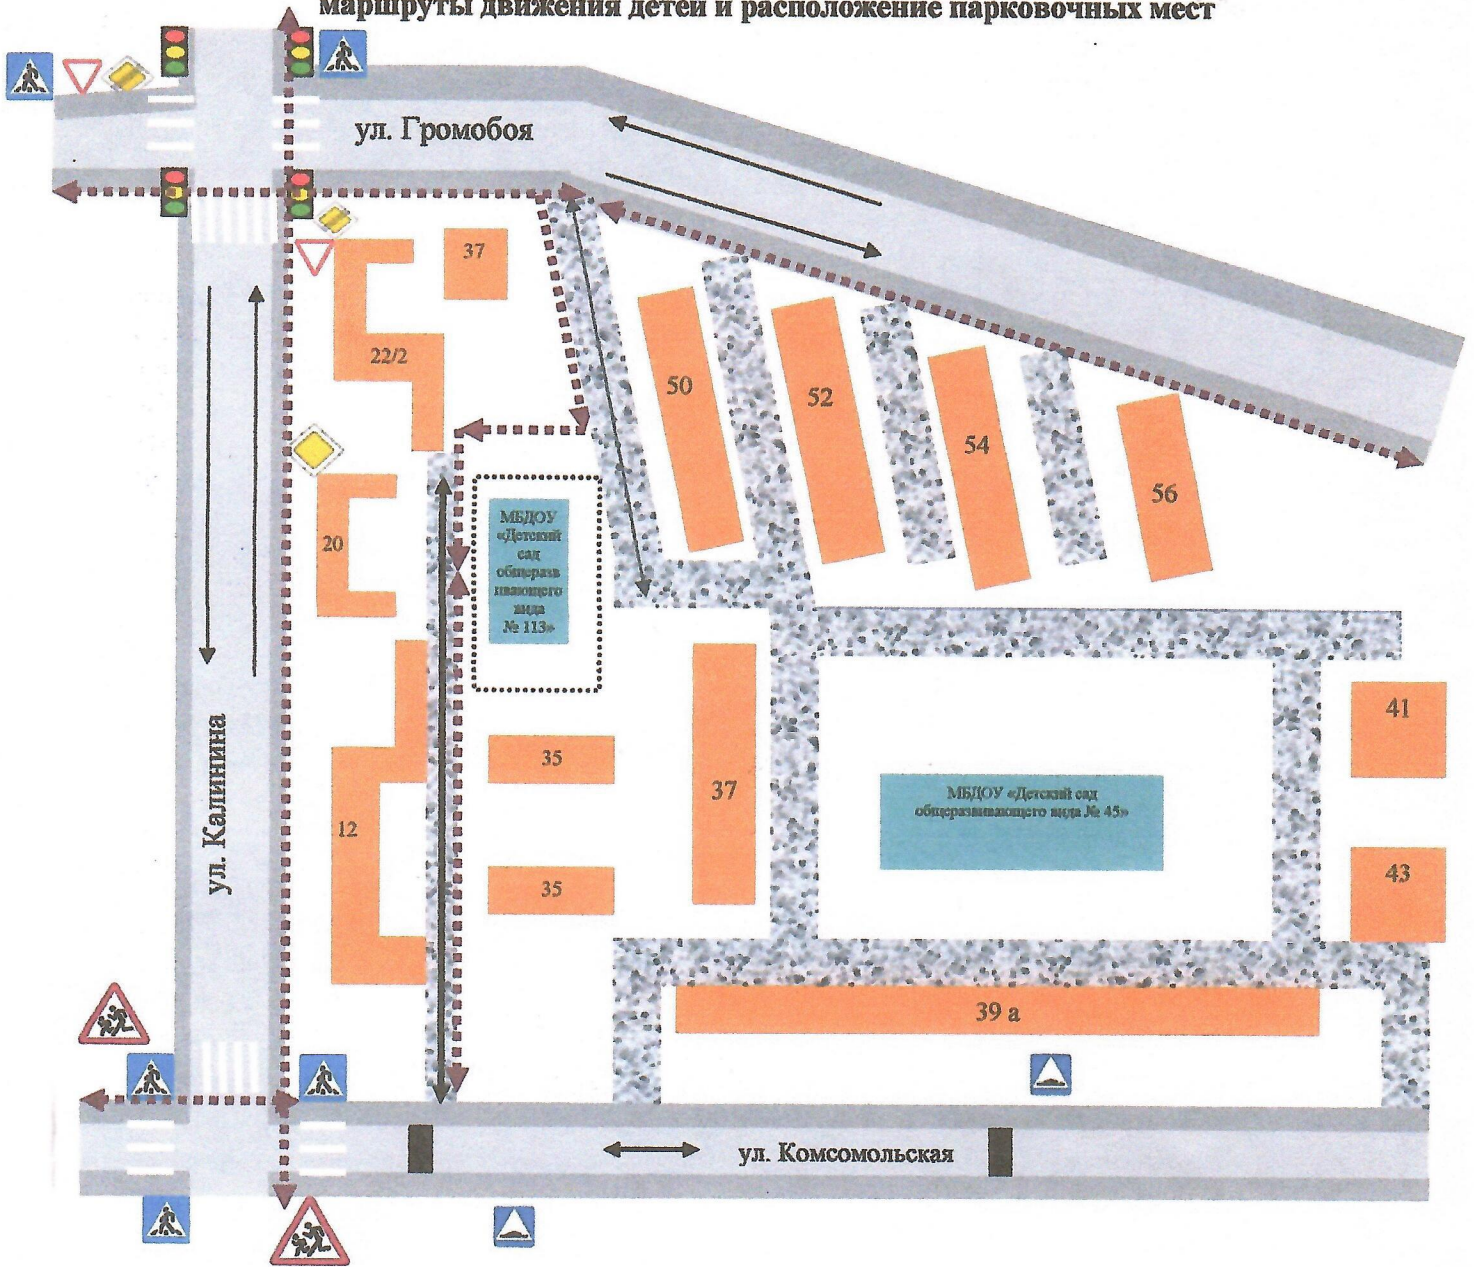 маршруты движения детей и расположение парковочных мест
ул. Громобоя
37
22/2
50
52
54
56
20
МБДОУ
«Детский
сад
общеразв
ивающего
вида
№ 113»
ул. Калинина
12
35
37
35
МБДОУ «Детский сад
общеразвивающего вида № 45»
41
43
39 а
ул. Комсомольская